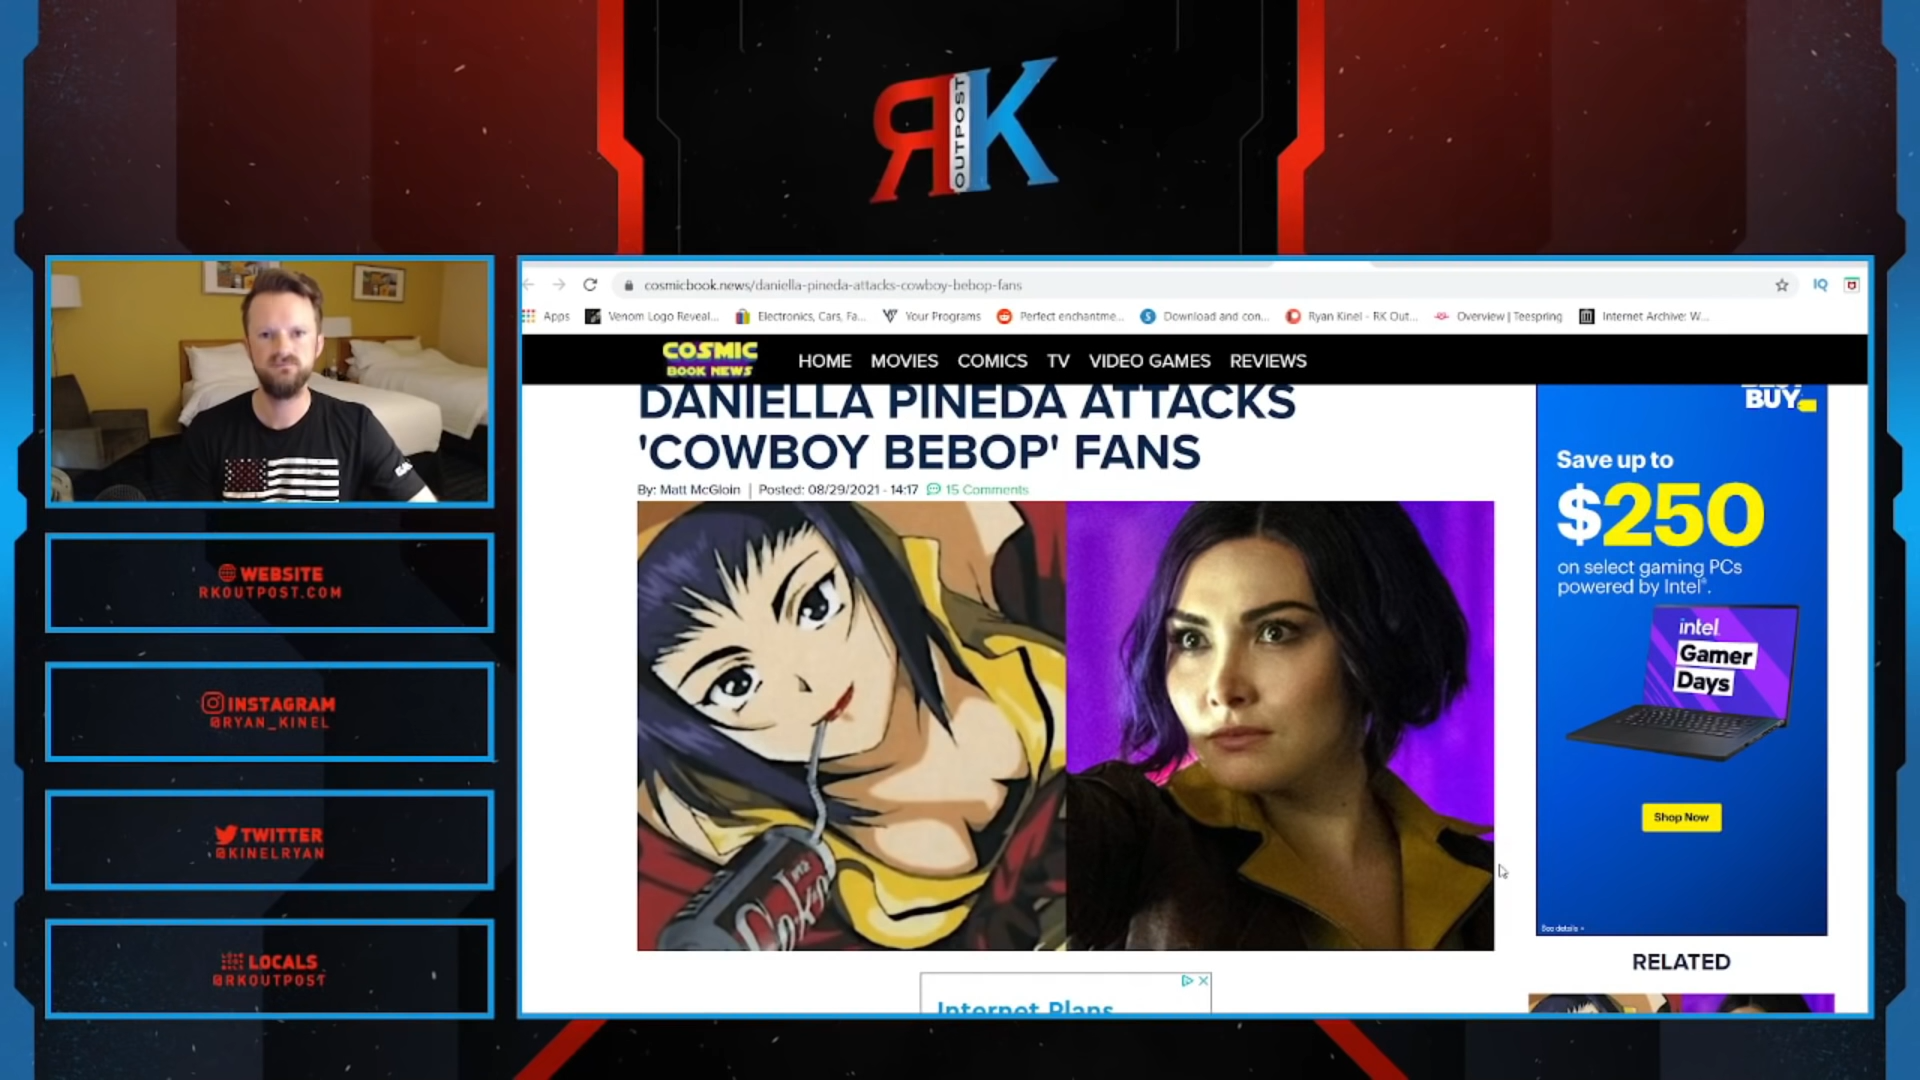 RK
OUTPOST
cosmicbook.news/daniella-pineda-attacks-cowboy-bebop-fans
IQ
Apps
Venom Logo Reveal...
Electronics, Cars, Fa...
Your Programs
Perfect enchantme...
Download and con...
Ryan Kinel - RK Out...
Overview | Teespring
Internet Archive: W...
COSMIC
BOOK NEWS
HOME MOVIES COMICS TV VIDEO GAMES REVIEWS
DANIELLA PINEDA ATTACKS
'COWBOY BEBOP' FANS
By: Matt McGloin | Posted: 08/29/2021 - 14:17 15 Comments
BEST
BUY
Save up to
$250
on select gaming PCs
powered by Intel®.
intel
Gamer
Days
Shop Now
See details
RELATED
Internet Plans
WEBSITE
RKOUTPOST.COM
INSTAGRAM
@RYAN_KINEL
TWITTER
@KINELRYAN
LOCALS
@RKOUTPOST